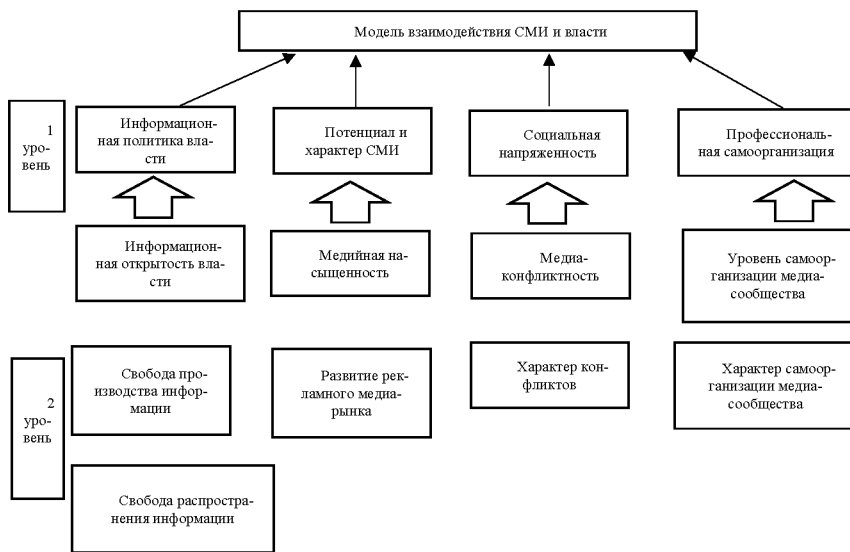 Модель взаимодействия СМИ и власти
1
уро-
вень
Информацион-
ная политика вла-
сти
Потенциал и
характер СМИ
Социальная
напряженность
Профессиональ-
ная самоорганизация
Информацион-
ная открытость вла-
сти
Медийная на-
сыщенность
Медиа-
конфликтность
Уровень самоор-
ганизации медиа-
сообщества
2
уро-
вень
Свобода про-
изводства инфор-
мации
Развитие рек-
ламного медиа-
рынка
Характер кон-
фликтов
Характер самоор-
ганизации медиа-
сообщества
Свобода распростра-
нения информации